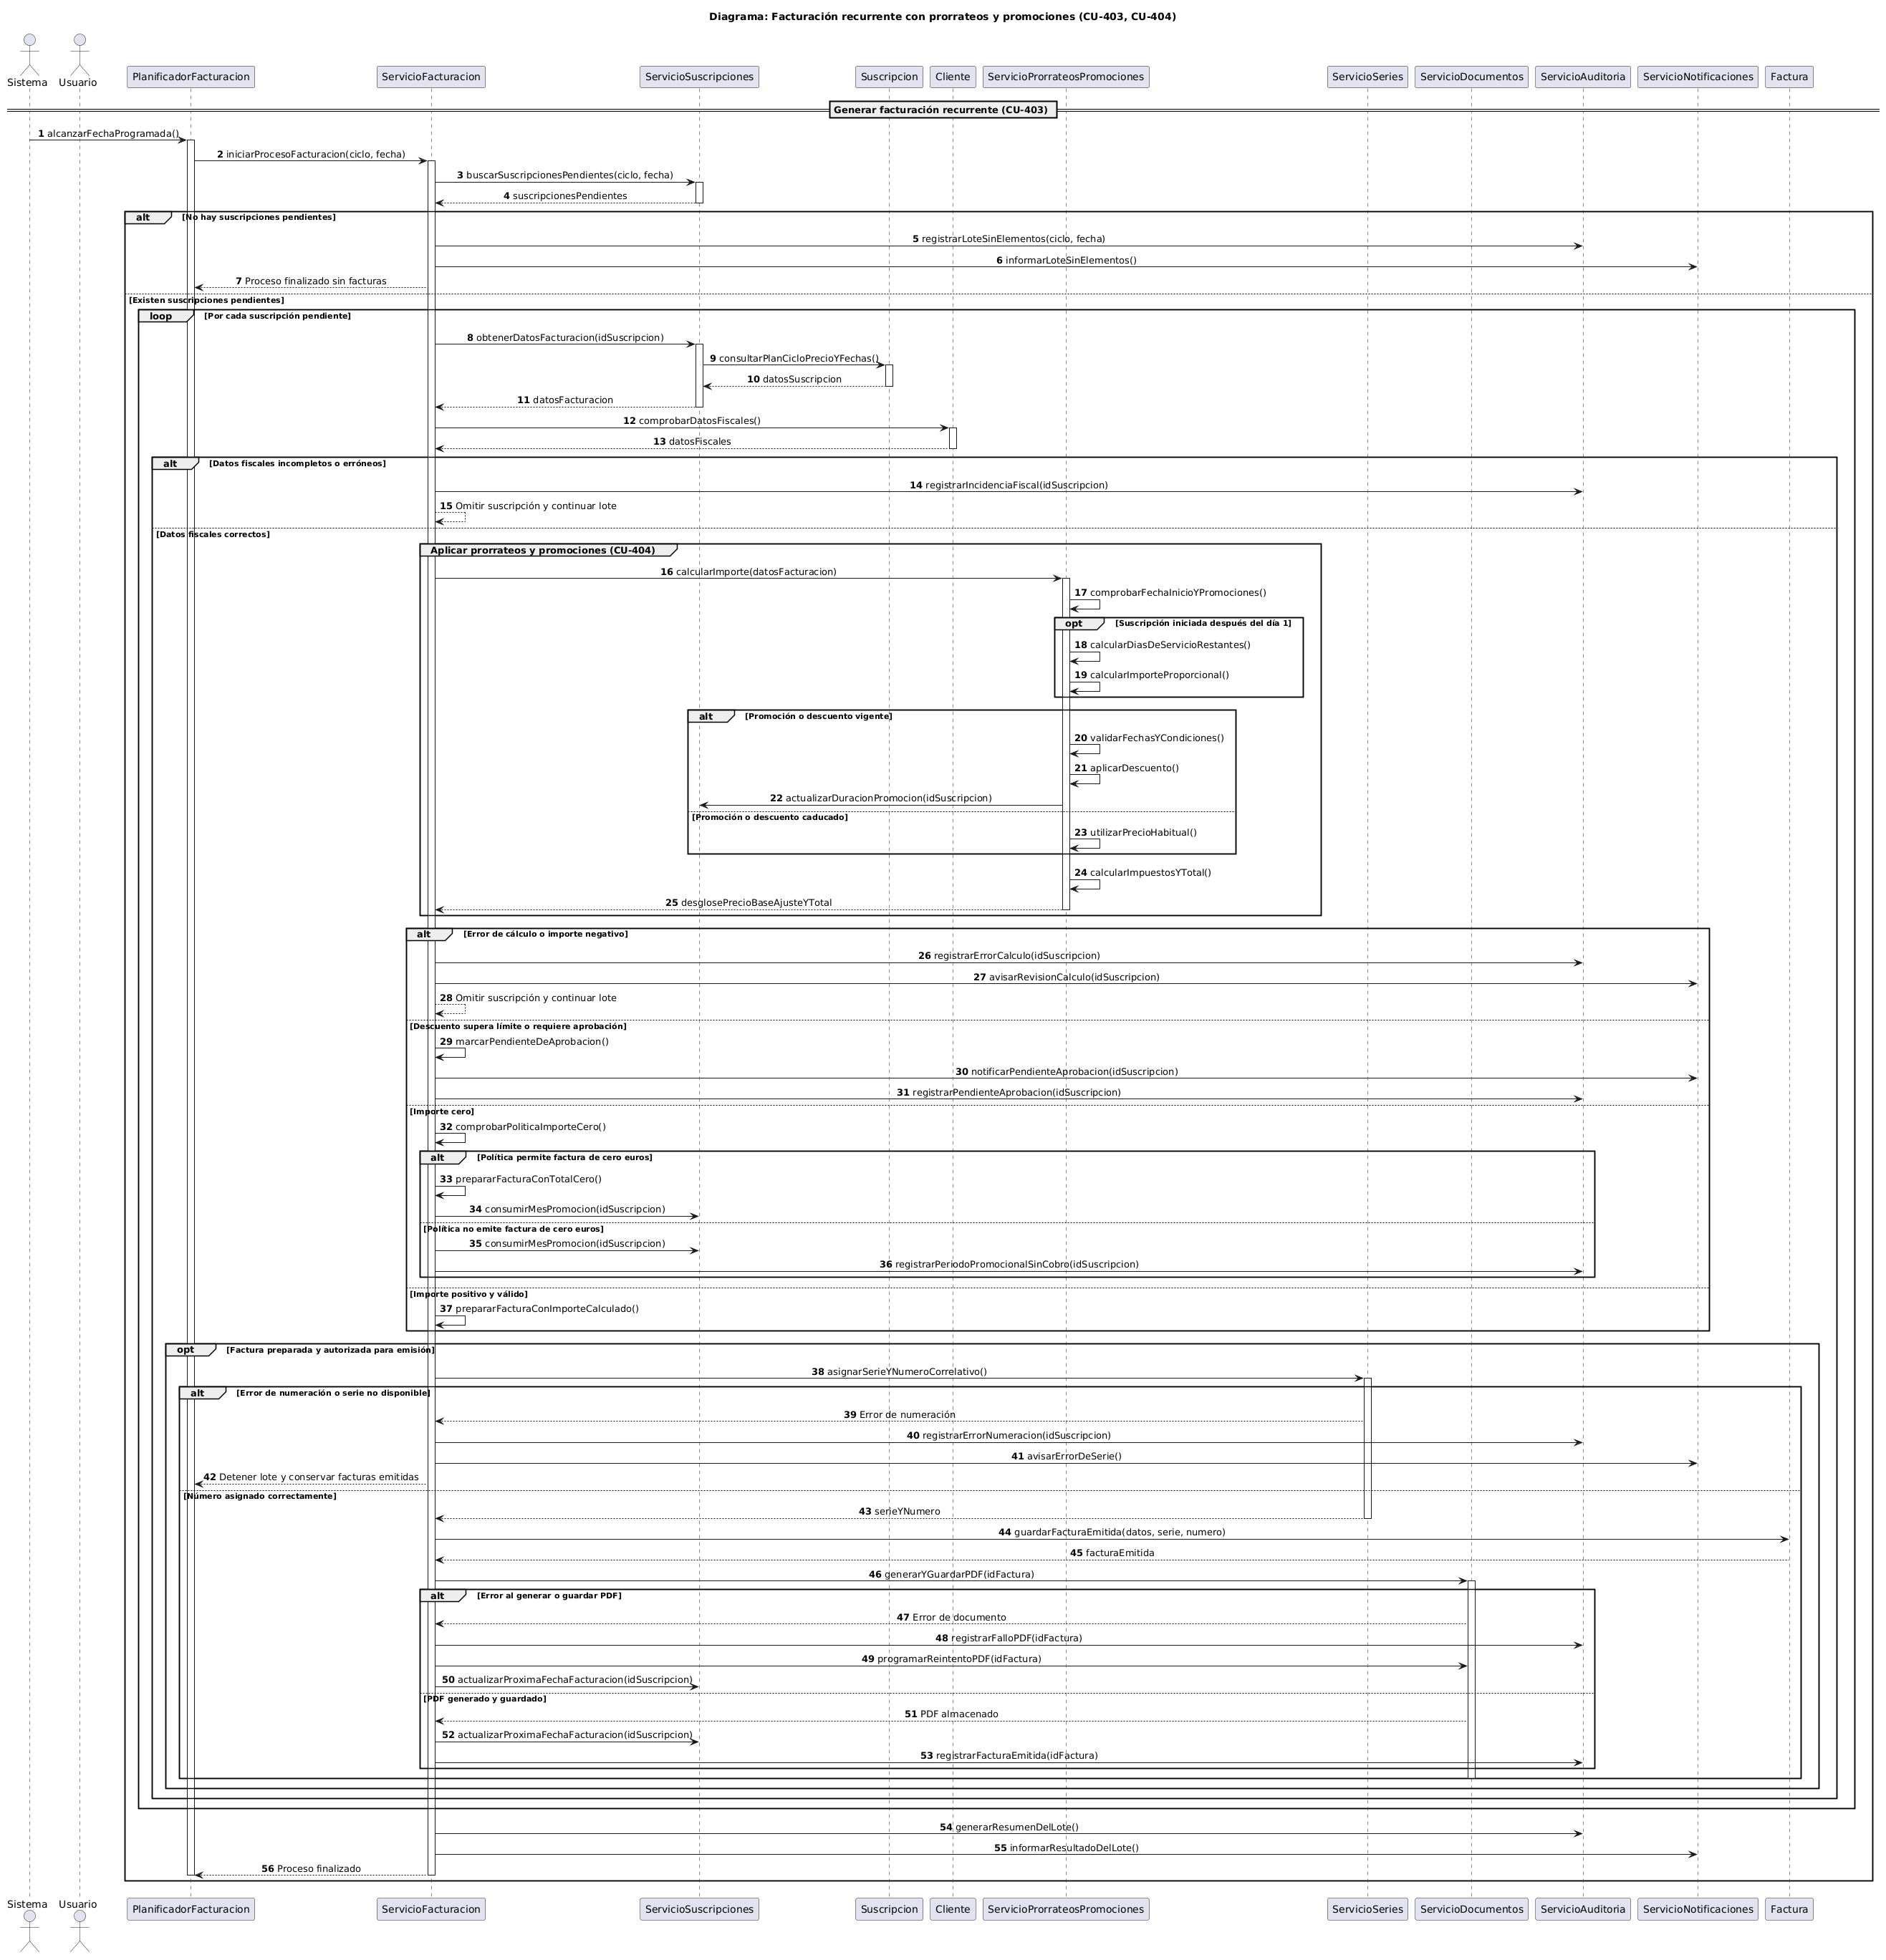 Diagrama: Facturación recurrente con prorrateos y promociones (CU-403, CU-404)
Sistema
Usuario
PlanificadorFacturacion
ServicioFacturacion
ServicioSuscripciones
Suscripcion
Cliente
ServicioProrrateosPromociones
ServicioSeries
ServicioDocumentos
ServicioAuditoria
ServicioNotificaciones
Factura
Generar facturación recurrente (CU-403)
1 alcanzarFechaProgramada()
2 iniciarProcesoFacturacion(ciclo, fecha)
3 buscarSuscripcionesPendientes(ciclo, fecha)
4 suscripcionesPendientes
alt [No hay suscripciones pendientes]
5 registrarLoteSinElementos(ciclo, fecha)
6 informarLoteSinElementos()
7 Proceso finalizado sin facturas
[Existen suscripciones pendientes]
loop [Por cada suscripción pendiente]
8 obtenerDatosFacturacion(idSuscripcion)
9 consultarPlanCicloPrecioYFechas()
10 datosSuscripcion
11 datosFacturacion
12 comprobarDatosFiscales()
13 datosFiscales
alt [Datos fiscales incompletos o erróneos]
14 registrarIncidenciaFiscal(idSuscripcion)
15 Omitir suscripción y continuar lote
[Datos fiscales correctos]
Aplicar prorrateos y promociones (CU-404)
16 calcularImporte(datosFacturacion)
17 comprobarFechaInicioYPromociones()
opt [Suscripción iniciada después del día 1]
18 calcularDiasDeServicioRestantes()
19 calcularImporteProporcional()
alt [Promoción o descuento vigente]
20 validarFechasYCondiciones()
21 aplicarDescuento()
22 actualizarDuracionPromocion(idSuscripcion)
[Promoción o descuento caducado]
23 utilizarPrecioHabitual()
24 calcularImpuestosYTotal()
25 desglosePrecioBaseAjusteYTotal
alt [Error de cálculo o importe negativo]
26 registrarErrorCalculo(idSuscripcion)
27 avisarRevisionCalculo(idSuscripcion)
28 Omitir suscripción y continuar lote
[Descuento supera límite o requiere aprobación]
29 marcarPendienteDeAprobacion()
30 notificarPendienteAprobacion(idSuscripcion)
31 registrarPendienteAprobacion(idSuscripcion)
[Importe cero]
32 comprobarPoliticaImporteCero()
alt [Política permite factura de cero euros]
33 prepararFacturaConTotalCero()
34 consumirMesPromocion(idSuscripcion)
[Política no emite factura de cero euros]
35 consumirMesPromocion(idSuscripcion)
36 registrarPeriodoPromocionalSinCobro(idSuscripcion)
[Importe positivo y válido]
37 prepararFacturaConImporteCalculado()
opt [Factura preparada y autorizada para emisión]
38 asignarSerieYNumeroCorrelativo()
alt [Error de numeración o serie no disponible]
39 Error de numeración
40 registrarErrorNumeracion(idSuscripcion)
41 avisarErrorDeSerie()
42 Detener lote y conservar facturas emitidas
[Número asignado correctamente]
43 serieYNumero
44 guardarFacturaEmitida(datos, serie, numero)
45 facturaEmitida
46 generarYGuardarPDF(idFactura)
alt [Error al generar o guardar PDF]
47 Error de documento
48 registrarFalloPDF(idFactura)
49 programarReintentoPDF(idFactura)
50 actualizarProximaFechaFacturacion(idSuscripcion)
[PDF generado y guardado]
51 PDF almacenado
52 actualizarProximaFechaFacturacion(idSuscripcion)
53 registrarFacturaEmitida(idFactura)
54 generarResumenDelLote()
55 informarResultadoDelLote()
56 Proceso finalizado
Sistema
Usuario
PlanificadorFacturacion
ServicioFacturacion
ServicioSuscripciones
Suscripcion
Cliente
ServicioProrrateosPromociones
ServicioSeries
ServicioDocumentos
ServicioAuditoria
ServicioNotificaciones
Factura